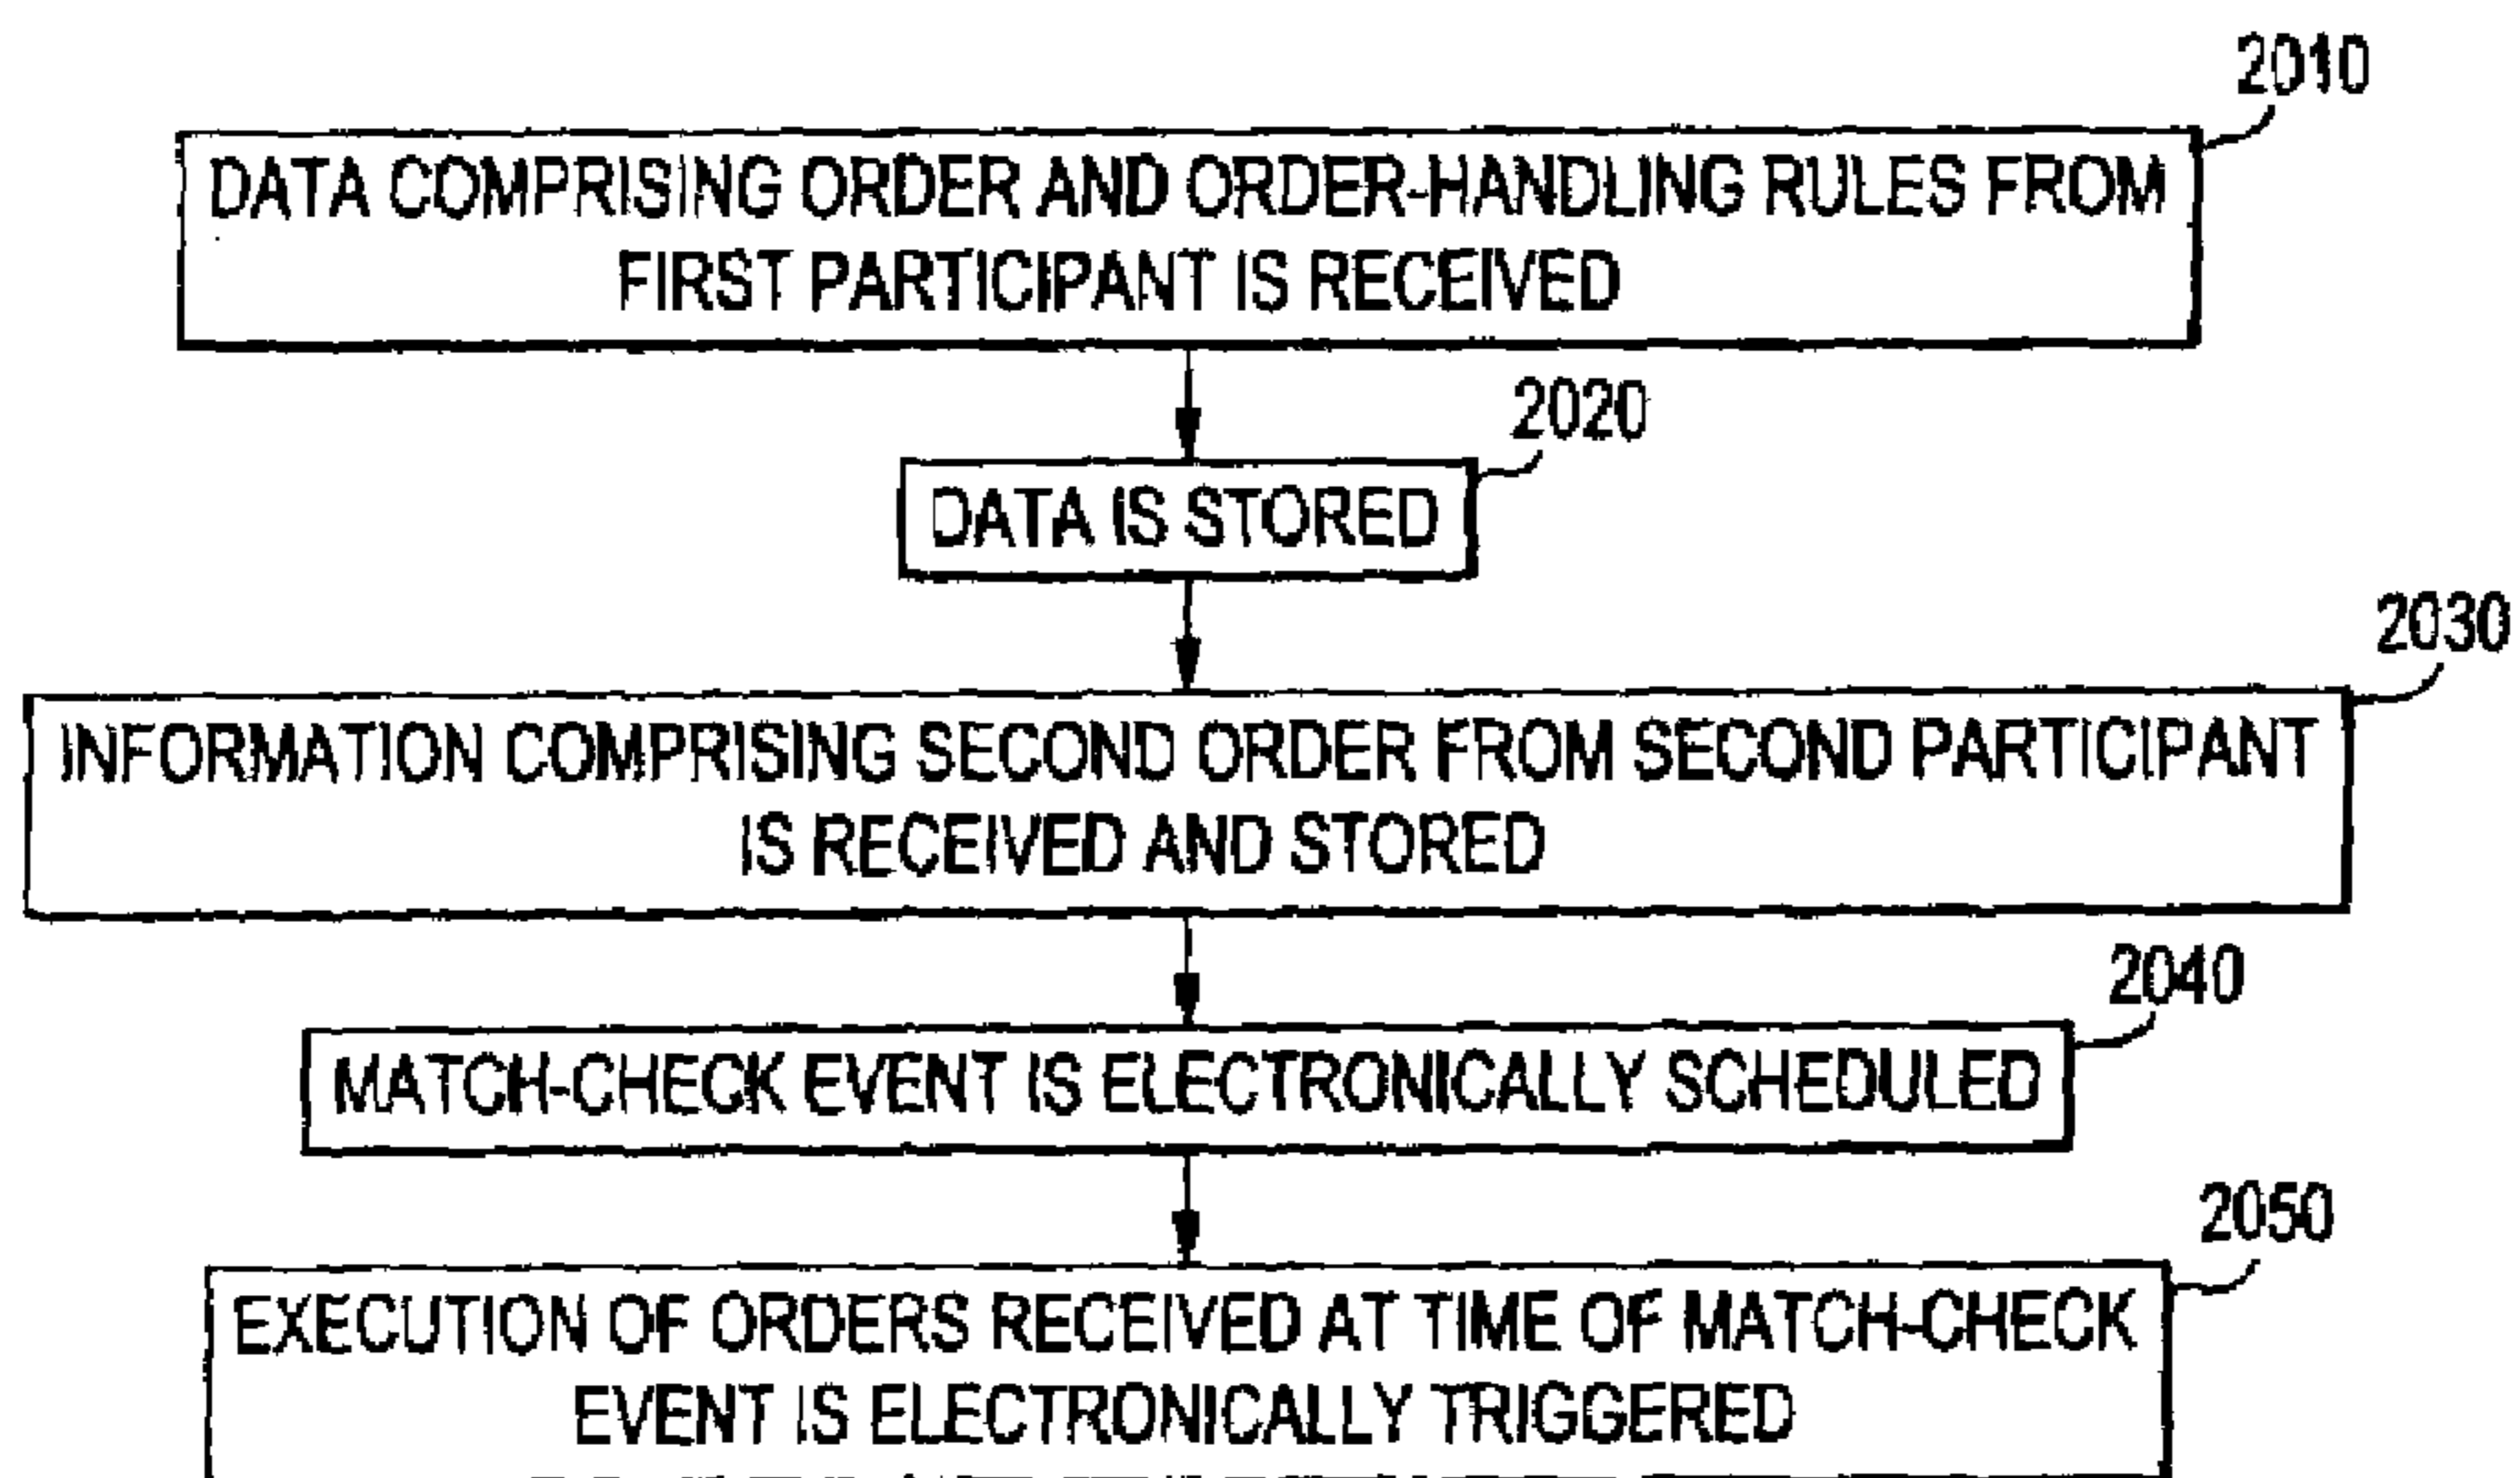 2010
DATA COMPRISING ORDER AND ORDER-HANDLING RULES FROM
FIRST PARTICIPANT IS RECEIVED
2020
DATA IS STORED
2030
INFORMATION COMPRISING SECOND ORDER FROM SECOND PARTICIPANT
IS RECEIVED AND STORED
2040
MATCH-CHECK EVENT IS ELECTRONICALLY SCHEDULED
2050
EXECUTION OF ORDERS RECEIVED AT TIME OF MATCH-CHECK
EVENT IS ELECTRONICALLY TRIGGERED